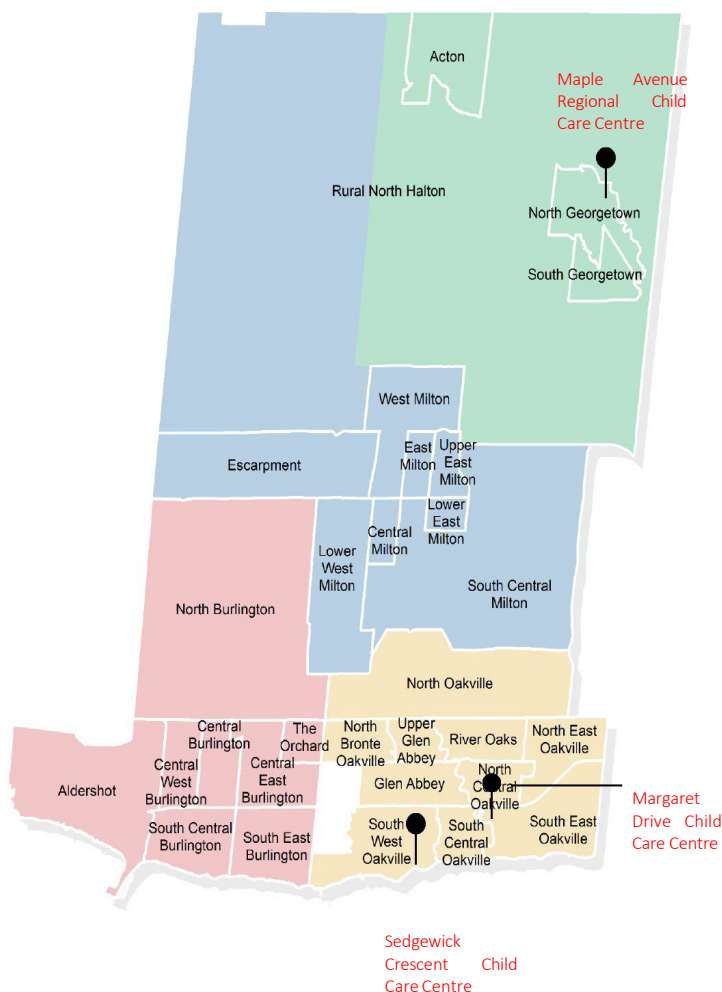 Acton
Maple Avenue
Regional Child
Care Centre
Rural North Halton
North Georgetown
South Georgetown
West Milton
Escarpment
East
Milton
Upper
East
Milton
Lower
East
Milton
Central
Milton
Lower
West
Milton
South Central
Milton
North Burlington
North Oakville
Central
Burlington
The
Orchard
North
Bronte
Oakville
Upper
Glen
Abbey
River Oaks
North East
Oakville
Aldershot
Central
West
Burlington
Central
East
Burlington
Glen Abbey
North
Central
Oakville
South Central
Burlington
South East
Burlington
South
West
Oakville
South
Central
Oakville
South East
Oakville
Margaret
Drive Child
Care Centre
Sedgewick
Crescent Child
Care Centre